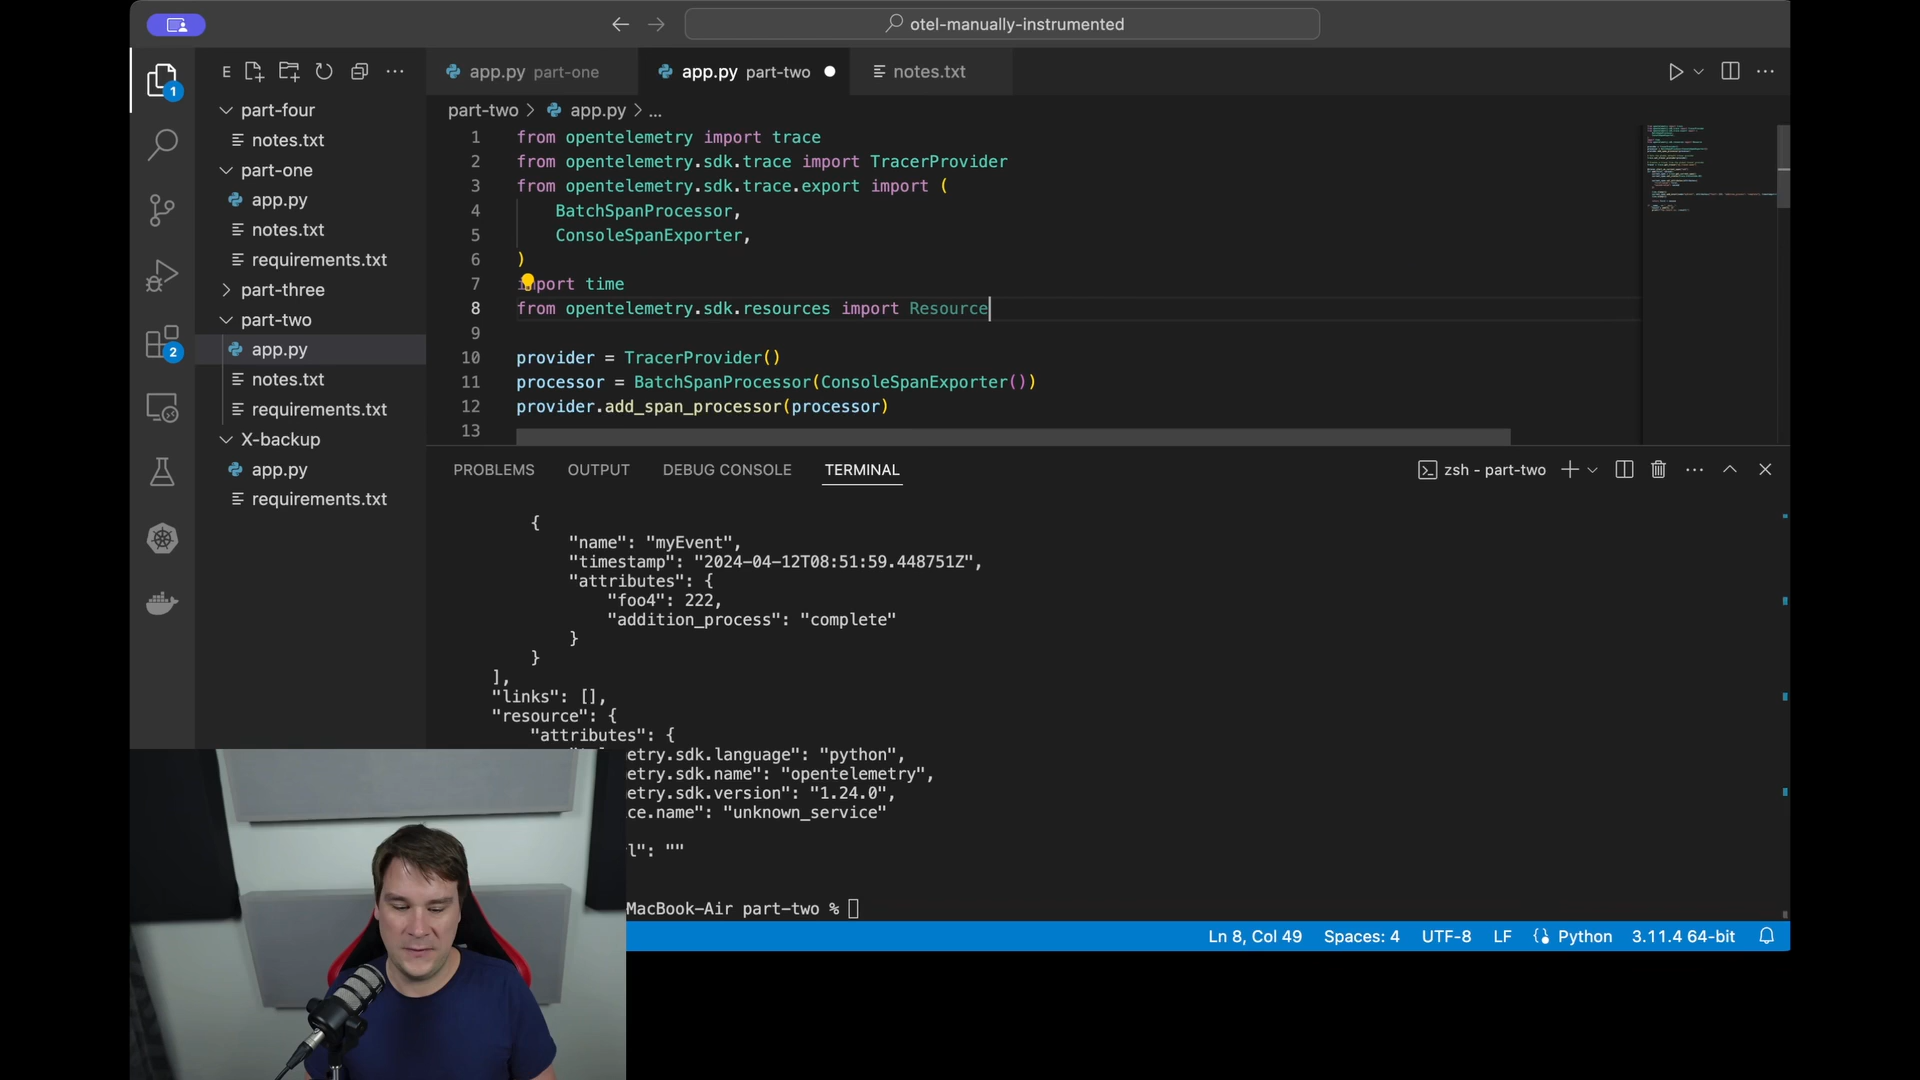 otel-manually-instrumented
E
1
2
part-four
notes.txt
part-one
app.py
notes.txt
requirements.txt
part-three
part-two
app.py
notes.txt
requirements.txt
X-backup
app.py
requirements.txt
app.py part-one
app.py part-two
notes.txt
part-two > app.py > ...
1 from opentelemetry import trace
2 from opentelemetry.sdk.trace import TracerProvider
3 from opentelemetry.sdk.trace.export import (
4 BatchSpanProcessor,
5 ConsoleSpanExporter,
6 )
7 import time
8 from opentelemetry.sdk.resources import Resource
9
10 provider = TracerProvider()
11 processor = BatchSpanProcessor(ConsoleSpanExporter())
12 provider.add_span_processor(processor)
13
PROBLEMS OUTPUT DEBUG CONSOLE TERMINAL
zsh - part-two
{
"name": "myEvent",
"timestamp": "2024-04-12T08:51:59.448751Z",
"attributes": {
"foo4": 222,
"addition_process": "complete"
}
}
],
"links": [],
"resource": {
"attributes": {
etry.sdk.language": "python",
etry.sdk.name": "opentelemetry",
etry.sdk.version": "1.24.0",
ce.name": "unknown_service"
l": ""
MacBook-Air part-two %
Ln 8, Col 49 Spaces: 4 UTF-8 LF Python 3.11.4 64-bit